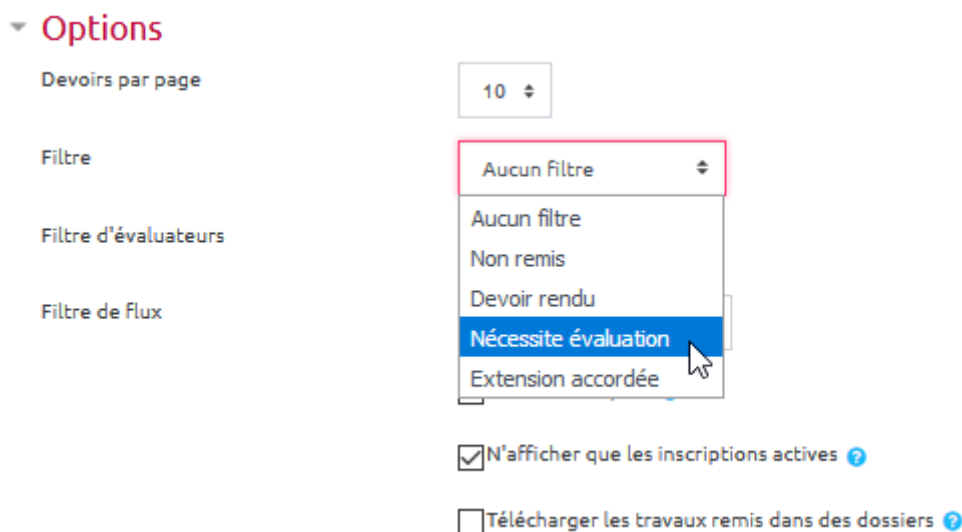 Options
Devoirs par page
10
Filtre
Aucun filtre
Aucun filtre
Non remis
Filtre d'évaluateurs
Devoir rendu
Filtre de flux
Nécessite évaluation
Extension accordée
N'afficher que les inscriptions actives
Télécharger les travaux remis dans des dossiers